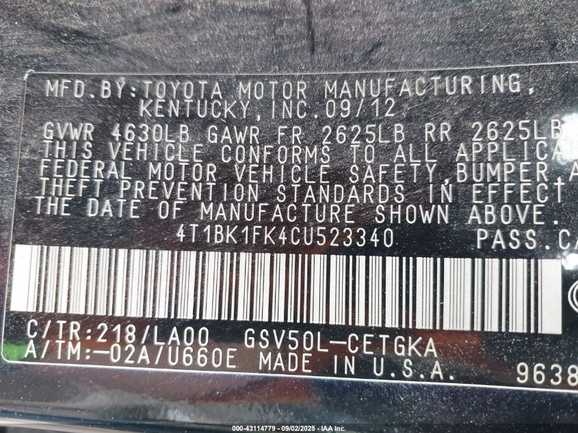 MFD.BY:TOYOTA MOTOR MANUFACTURING,
KENTUCKY,INC.09/12
GVWR 4630LB GAWR FR 2625LB RR 2625LB
THIS VEHICLE CONFORMS TO ALL APPLICA
FEDERAL MOTOR VEHICLE SAFETY,BUMPER A
THEFT PREVENTION STANDARDS IN EFFECT
THE DATE OF MANUFACTURE SHOWN ABOVE.
4T1BK1FK4CU523340 PASS.CA
C/TR:218/LA00 GSV50L-CETGKA
A/TM:-02A/U660E MADE IN U.S.A. 9638
000-43114779 - 09/02/2025 - IAA Inc.